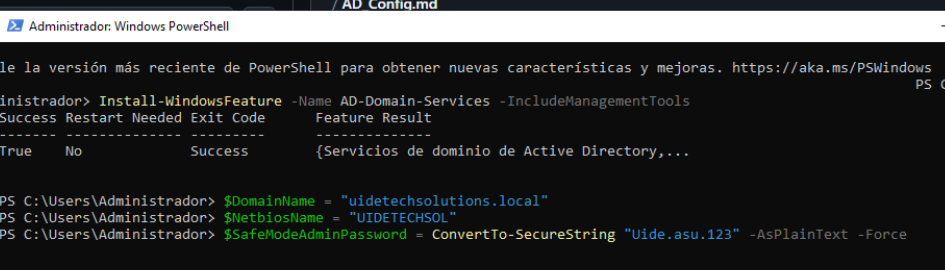 / AD_Config.md
Administrador: Windows PowerShell
le la versión más reciente de PowerShell para obtener nuevas características y mejoras. https://aka.ms/PSWindows
PS C
inistrador> Install-WindowsFeature -Name AD-Domain-Services -IncludeManagementTools
Success Restart Needed Exit Code      Feature Result
------- -------------- ---------      --------------
True    No             Success        {Servicios de dominio de Active Directory,...
PS C:\Users\Administrador> $DomainName = "uidetechsolutions.local"
PS C:\Users\Administrador> $NetbiosName = "UIDETECHSOL"
PS C:\Users\Administrador> $SafeModeAdminPassword = ConvertTo-SecureString "Uide.asu.123" -AsPlainText -Force